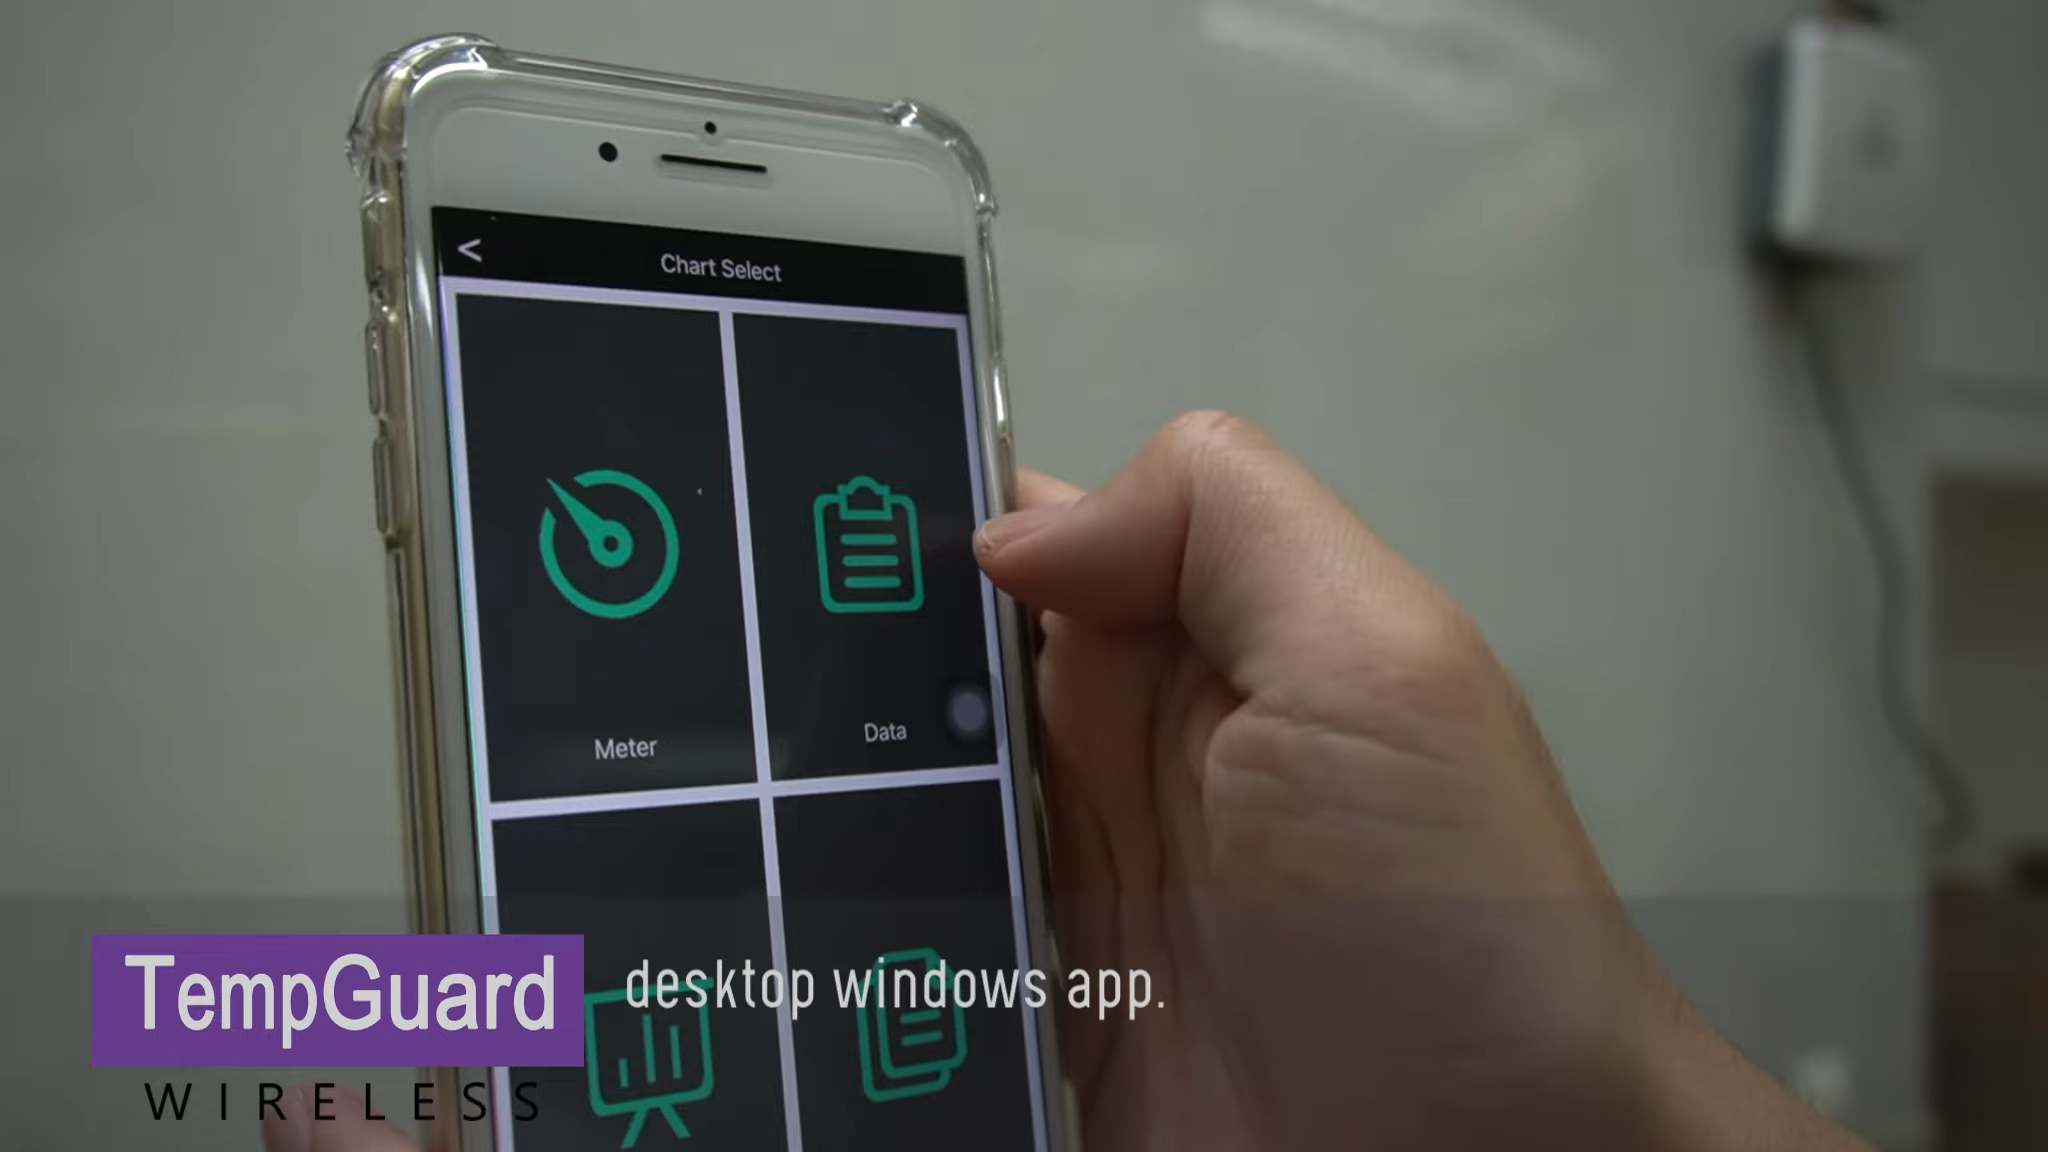 <
Chart Select
Meter
Data
TempGuard
WIRELESS
desktop windows app.